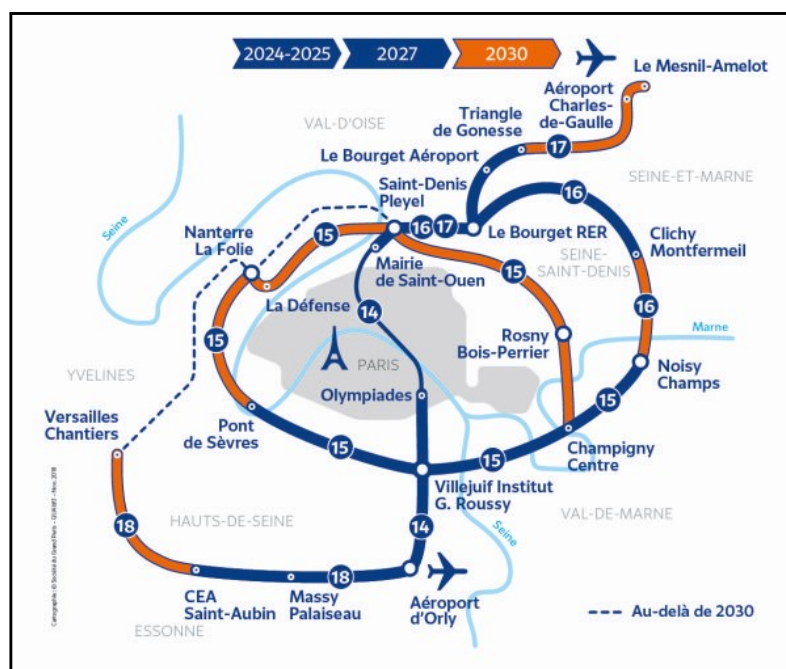 2024-2025
2027
2030
Le Mesnil-Amelot
Aéroport
Charles-
de-Gaulle
Triangle
de Gonesse
VAL-D'OISE
17
Le Bourget Aéroport
SEINE-ET-MARNE
Saint-Denis
Pleyel
16
Seine
Nanterre
La Folie
15
16
17
Le Bourget RER
Clichy
Montfermeil
SEINE-
SAINT-DENIS
Mairie
de Saint-Ouen
15
La Défense
14
16
15
Rosny
Bois-Perrier
Marne
PARIS
YVELINES
Noisy
Champs
Olympiades
15
Versailles
Chantiers
Pont
de Sèvres
15
15
Champigny
Centre
Villejuif Institut
G. Roussy
VAL-DE-MARNE
18
HAUTS-DE-SEINE
14
Seine
18
CEA
Saint-Aubin
Massy
Palaiseau
Aéroport
d'Orly
Au-delà de 2030
ESSONNE